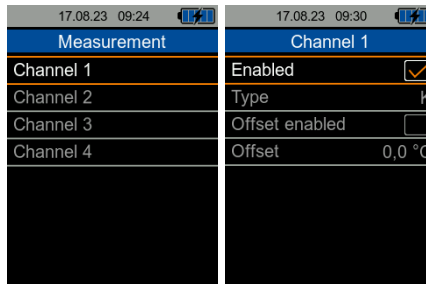 17.08.23 09:24
Measurement
Channel 1
Channel 2
Channel 3
Channel 4
17.08.23 09:30
Channel 1
Enabled
Type K
Offset enabled
Offset 0,0 °C